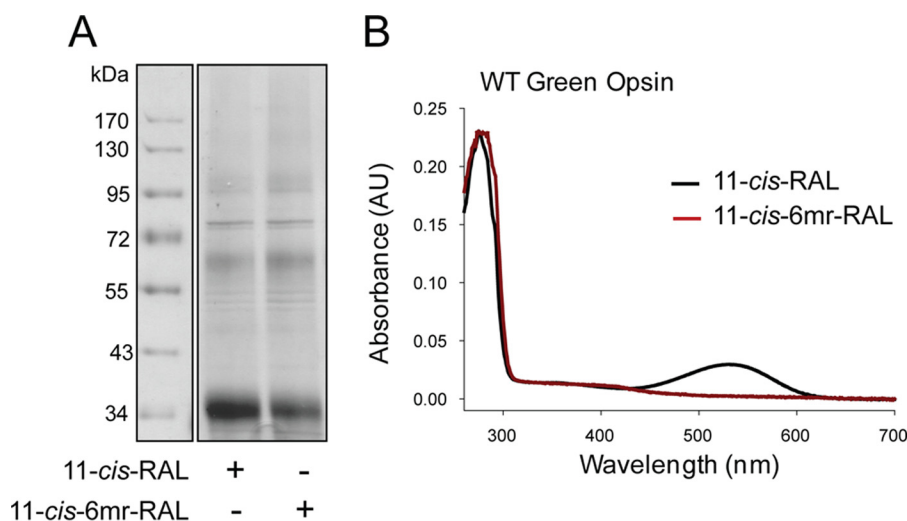 A
kDa
170
130
95
72
55
43
34
11-cis-RAL + -
11-cis-6mr-RAL - +
B
WT Green Opsin
0.25
0.20
0.15
0.10
0.05
0.00
Absorbance (AU)
11-cis-RAL
11-cis-6mr-RAL
300 400 500 600 700
Wavelength (nm)